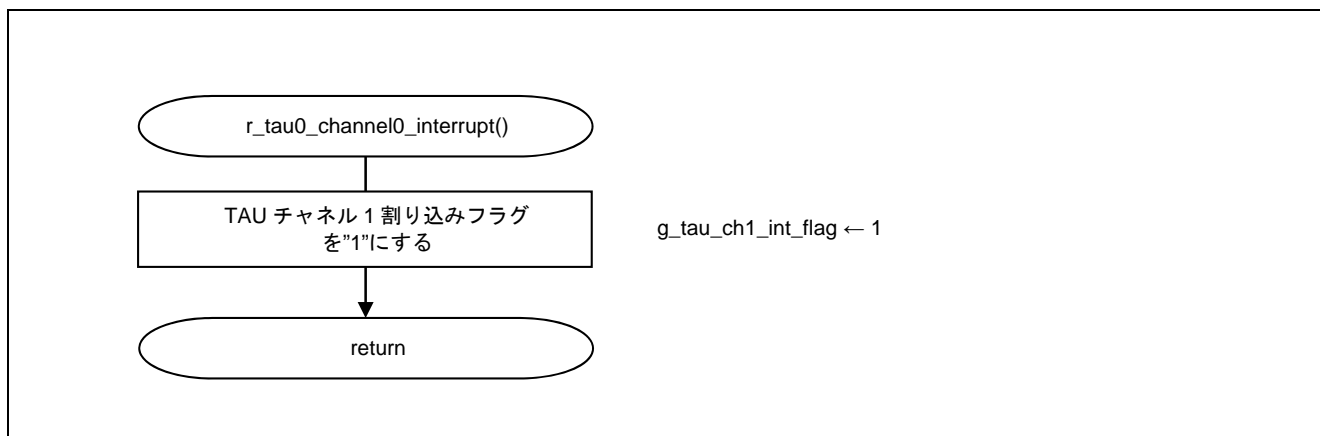 r_tau0_channel0_interrupt()
TAU チャネル 1 割り込みフラグ
を”1”にする
g_tau_ch1_int_flag ← 1
return